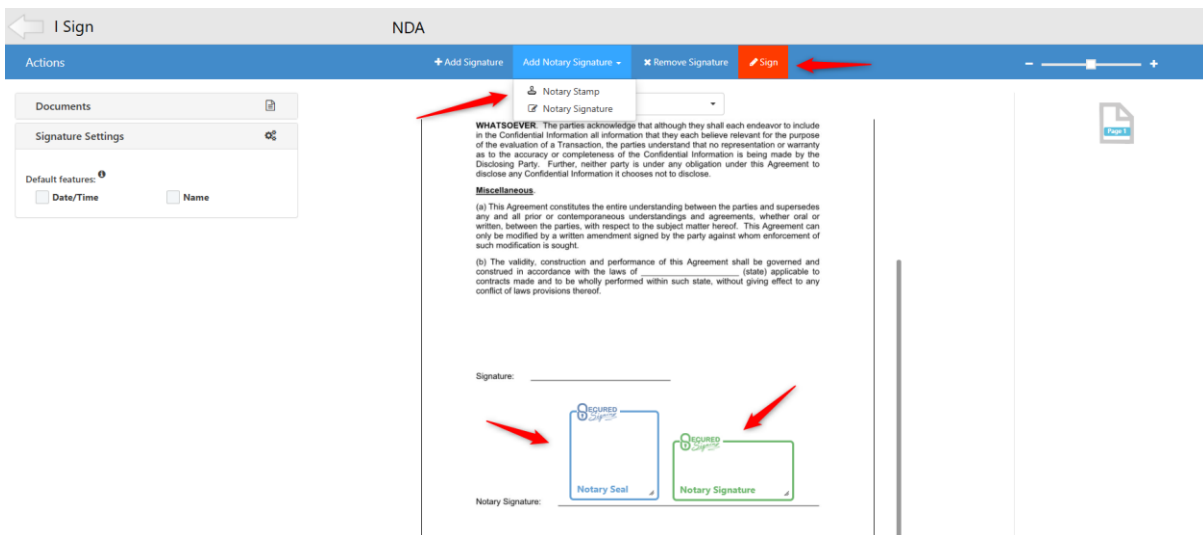 I Sign
NDA
Actions
Add Signature
Add Notary Signature
Remove Signature
Sign
Notary Stamp
Notary Signature
Documents
Signature Settings
Default features:
Date/Time
Name
Page 1
WHATSOEVER. The parties acknowledge that although they shall each endeavor to include
in the Confidential Information all information that they each believe relevant for the purpose
of the evaluation of a Transaction, the parties understand that no representation or warranty
as to the accuracy or completeness of the Confidential Information is being made by the
Disclosing Party. Further, neither party is under any obligation under this Agreement to
disclose any Confidential Information it chooses not to disclose.
Miscellaneous.
(a) This Agreement constitutes the entire understanding between the parties and supersedes
any and all prior or contemporaneous understandings and agreements, whether oral or
written, between the parties, with respect to the subject matter hereof. This Agreement can
only be modified by a written amendment signed by the party against whom enforcement of
such modification is sought.
(b) The validity, construction and performance of this Agreement shall be governed and
construed in accordance with the laws of ______________________ (state) applicable to
contracts made and to be wholly performed within such state, without giving effect to any
conflict of laws provisions thereof.
Signature: ______________________
SECURED
Signing
Notary Seal
SECURED
Signing
Notary Signature
Notary Signature: ______________________